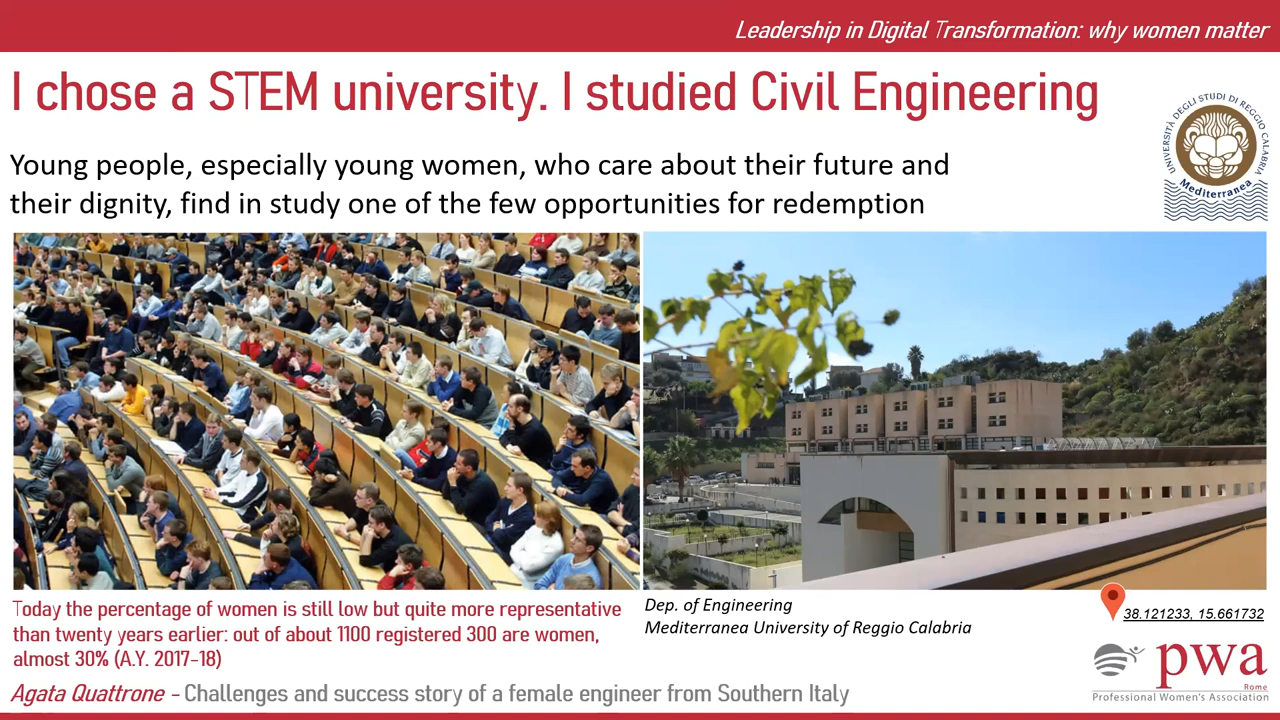 Leadership in Digital Transformation: why women matter
I chose a STEM university. I studied Civil Engineering
UNIVERSITÀ DEGLI STUDI DI REGGIO CALABRIA
Mediterranea
Young people, especially young women, who care about their future and
their dignity, find in study one of the few opportunities for redemption
Today the percentage of women is still low but quite more representative
than twenty years earlier: out of about 1100 registered 300 are women,
almost 30% (A.Y. 2017-18)
Dep. of Engineering
Mediterranea University of Reggio Calabria
38.121233, 15.661732
pwa
Rome
Professional Women's Association
Agata Quattrone - Challenges and success story of a female engineer from Southern Italy